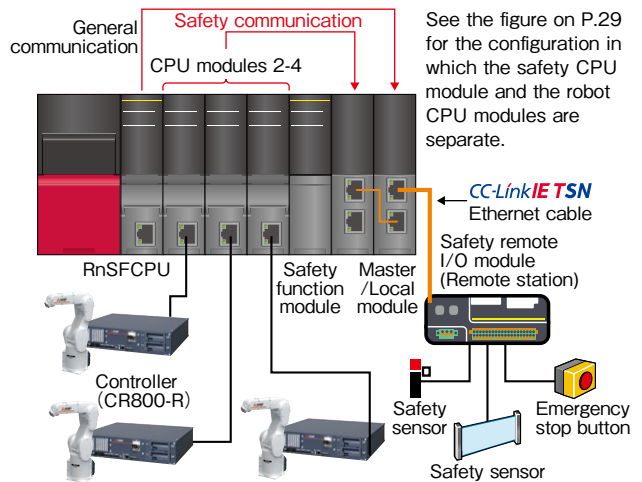 General
communication
Safety communication
CPU modules 2-4
See the figure on P.29
for the configuration in
which the safety CPU
module and the robot
CPU modules are
separate.
CC-Link IE TSN
Ethernet cable
Safety remote
I/O module
(Remote station)
RnSFCPU
Safety
function
module
Master
/Local
module
Controller
(CR800-R)
Safety
sensor
Safety sensor
Emergency
stop button